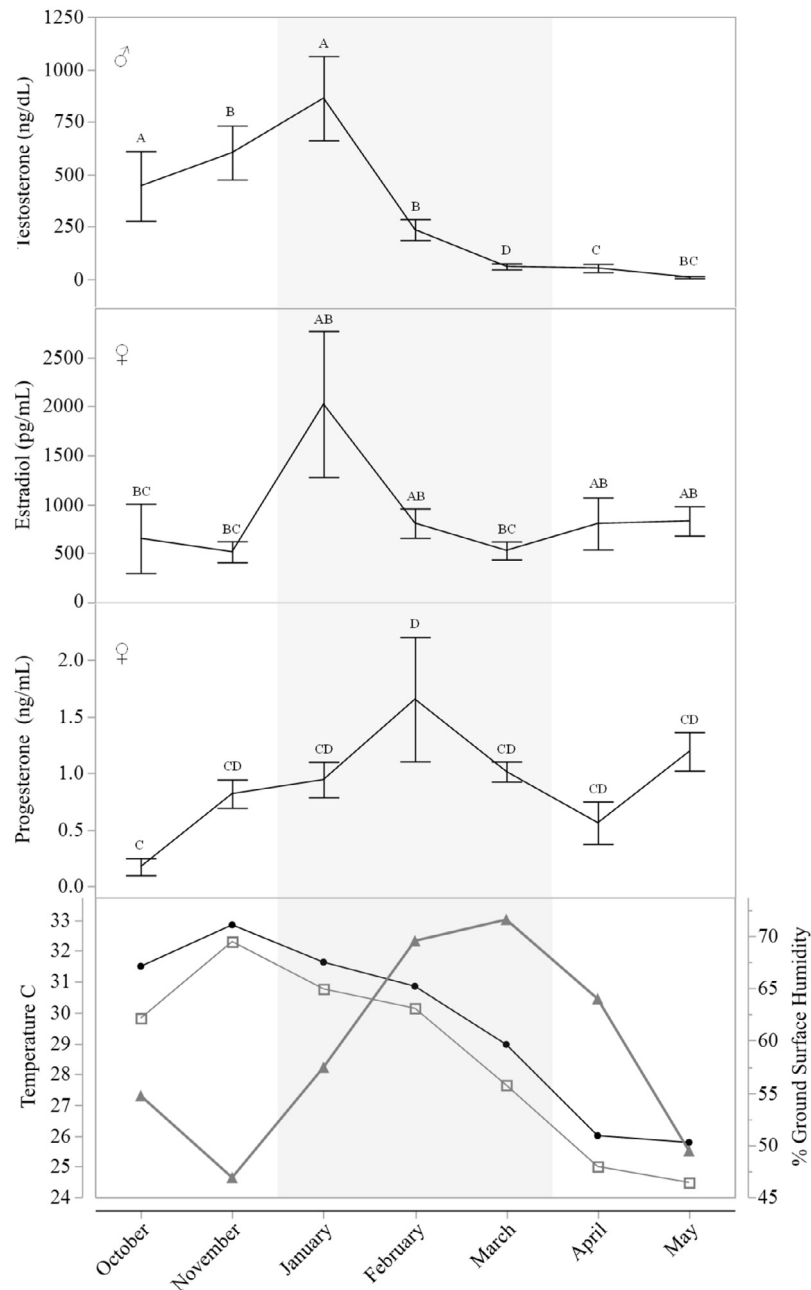 1250
1000
750
500
250
0
Testosterone (ng/dL)
♂
A
B
A
B
D
C
BC
2500
2000
1500
1000
500
0
Estradiol (pg/mL)
♀
BC
BC
AB
AB
BC
AB
AB
2.0
1.5
1.0
0.5
0.0
Progesterone (ng/mL)
♀
C
CD
CD
D
CD
CD
CD
33
32
31
30
29
28
27
26
25
24
Temperature C
70
65
60
55
50
45
% Ground Surface Humidity
October
November
January
February
March
April
May